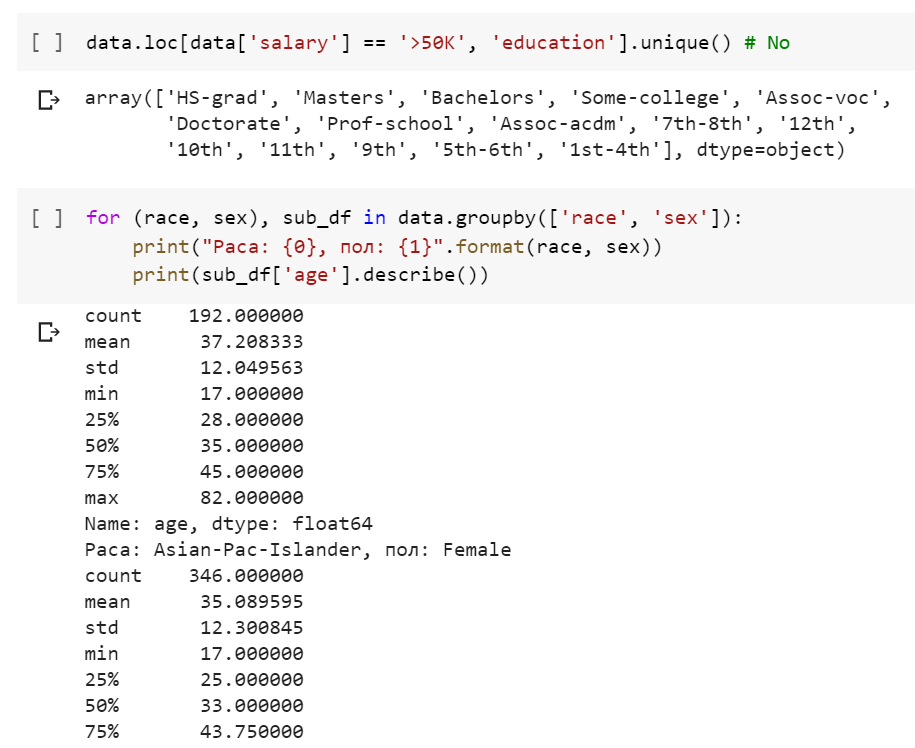 [ ] data.loc[data['salary'] == '>50K', 'education'].unique() # No
array(['HS-grad', 'Masters', 'Bachelors', 'Some-college', 'Assoc-voc',
'Doctorate', 'Prof-school', 'Assoc-acdm', '7th-8th', '12th',
'10th', '11th', '9th', '5th-6th', '1st-4th'], dtype=object)
[ ] for (race, sex), sub_df in data.groupby(['race', 'sex']):
print("Раса: {0}, пол: {1}".format(race, sex))
print(sub_df['age'].describe())
count 192.000000
mean 37.208333
std 12.049563
min 17.000000
25% 28.000000
50% 35.000000
75% 45.000000
max 82.000000
Name: age, dtype: float64
Раса: Asian-Pac-Islander, пол: Female
count 346.000000
mean 35.089595
std 12.300845
min 17.000000
25% 25.000000
50% 33.000000
75% 43.750000